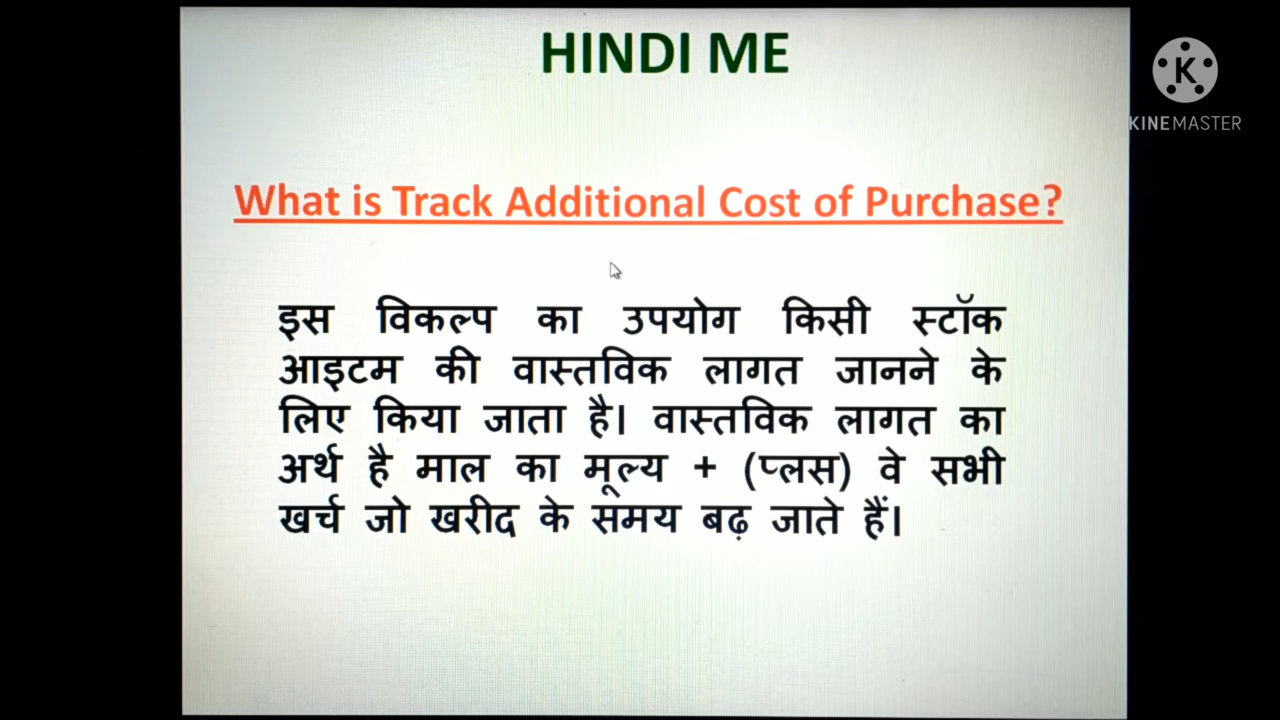 HINDI ME
K
KINEMASTER
What is Track Additional Cost of Purchase?
इस विकल्प का उपयोग किसी स्टॉक
आइटम की वास्तविक लागत जानने के
लिए किया जाता है। वास्तविक लागत का
अर्थ है माल का मूल्य + (प्लस) वे सभी
खर्च जो खरीद के समय बढ़ जाते हैं।